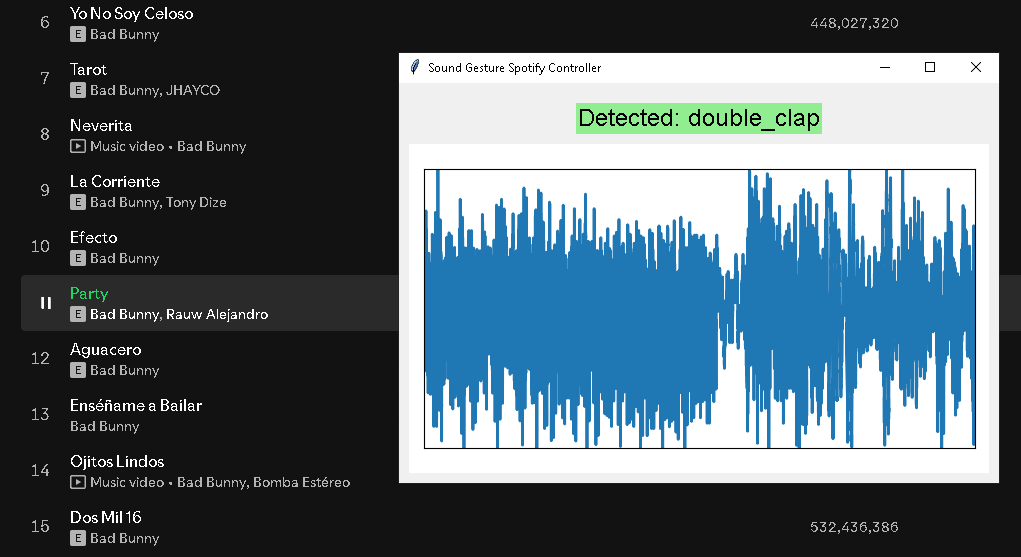 6
Yo No Soy Celoso
E Bad Bunny
448,027,320
7
Tarot
E Bad Bunny, JHAYCO
8
Neverita
Music video • Bad Bunny
9
La Corriente
E Bad Bunny, Tony Dize
10
Efecto
E Bad Bunny
Party
E Bad Bunny, Rauw Alejandro
12
Aguacero
E Bad Bunny
13
Enséñame a Bailar
Bad Bunny
14
Ojitos Lindos
Music video • Bad Bunny, Bomba Estéreo
15
Dos Mil 16
E Bad Bunny
532,436,386
Sound Gesture Spotify Controller
Detected: double_clap